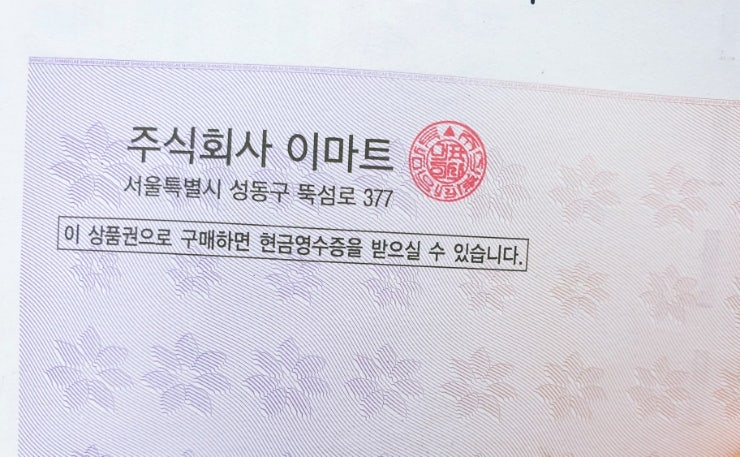 주식회사 이마트
서울특별시 성동구 뚝섬로 377
이 상품권으로 구매하면 현금영수증을 받으실 수 있습니다.